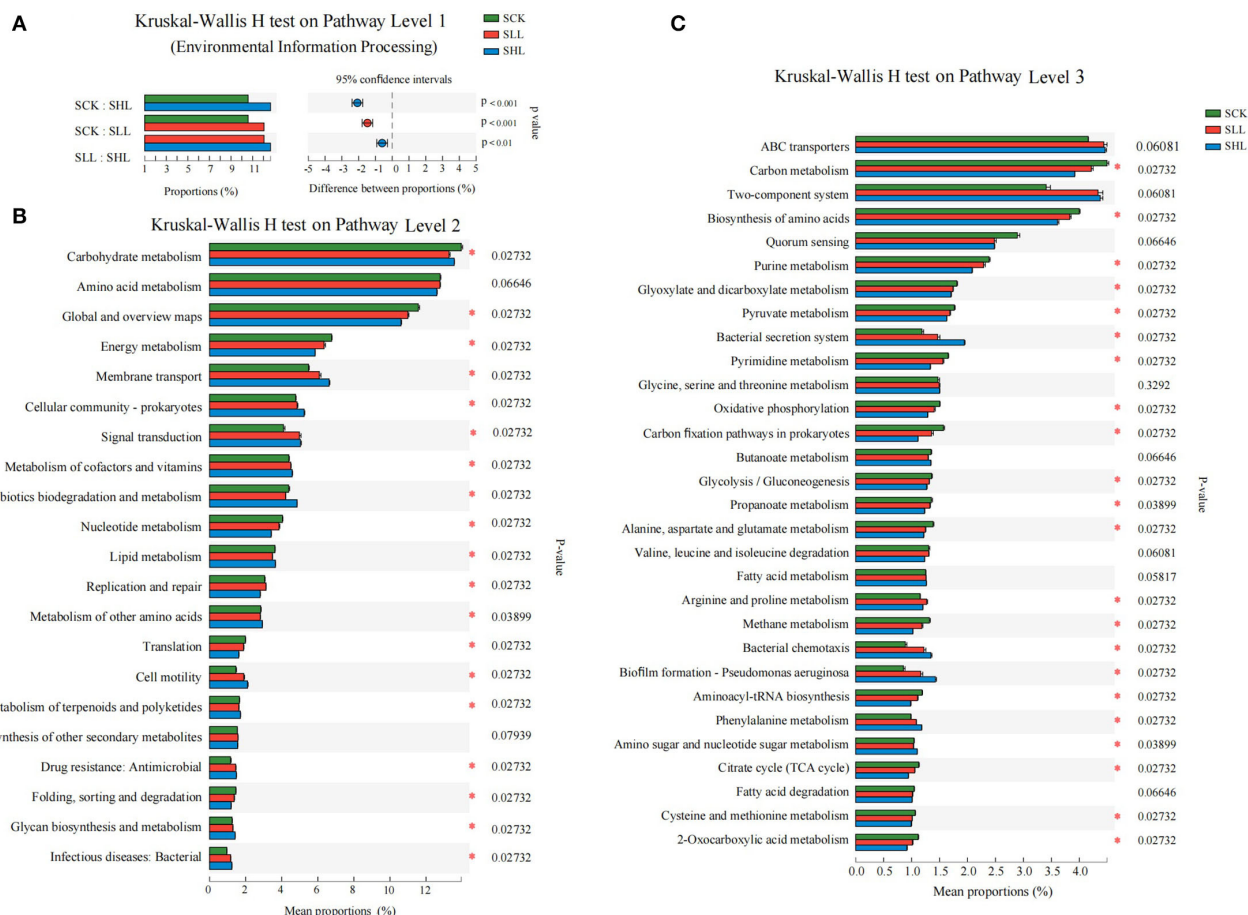 A
Kruskal-Wallis H test on Pathway Level 1
(Environmental Information Processing)
SCK
SLL
SHL
95% confidence intervals
SCK : SHL
p < 0.001
SCK : SLL
p <0.001
SLL : SHL
p < 0.01
p value
1 3 5 7 9 11
Proportions (%)
-5 -4 -3 -2 -1 0 1 2 3 4 5
Difference between proportions (%)
B
Kruskal-Wallis H test on Pathway Level 2
Carbohydrate metabolism * 0.02732
Amino acid metabolism 0.06646
Global and overview maps * 0.02732
Energy metabolism * 0.02732
Membrane transport * 0.02732
Cellular community - prokaryotes * 0.02732
Signal transduction * 0.02732
Metabolism of cofactors and vitamins * 0.02732
biotics biodegradation and metabolism * 0.02732
Nucleotide metabolism * 0.02732
Lipid metabolism * 0.02732
Replication and repair * 0.02732
Metabolism of other amino acids * 0.03899
Translation * 0.02732
Cell motility * 0.02732
tabolism of terpenoids and polyketides * 0.02732
nthesis of other secondary metabolites 0.07939
Drug resistance: Antimicrobial * 0.02732
Folding, sorting and degradation * 0.02732
Glycan biosynthesis and metabolism * 0.02732
Infectious diseases: Bacterial * 0.02732
P-value
0 2 4 6 8 10 12
Mean proportions (%)
C
Kruskal-Wallis H test on Pathway Level 3
SCK
SLL
SHL
ABC transporters 0.06081
Carbon metabolism * 0.02732
Two-component system 0.06081
Biosynthesis of amino acids * 0.02732
Quorum sensing 0.06646
Purine metabolism * 0.02732
Glyoxylate and dicarboxylate metabolism * 0.02732
Pyruvate metabolism * 0.02732
Bacterial secretion system * 0.02732
Pyrimidine metabolism * 0.02732
Glycine, serine and threonine metabolism 0.3292
Oxidative phosphorylation * 0.02732
Carbon fixation pathways in prokaryotes * 0.02732
Butanoate metabolism 0.06646
Glycolysis / Gluconeogenesis * 0.02732
Propanoate metabolism * 0.03899
Alanine, aspartate and glutamate metabolism * 0.02732
Valine, leucine and isoleucine degradation 0.06081
Fatty acid metabolism 0.05817
Arginine and proline metabolism * 0.02732
Methane metabolism * 0.02732
Bacterial chemotaxis * 0.02732
Biofilm formation - Pseudomonas aeruginosa * 0.02732
Aminoacyl-tRNA biosynthesis * 0.02732
Phenylalanine metabolism * 0.02732
Amino sugar and nucleotide sugar metabolism * 0.03899
Citrate cycle (TCA cycle) * 0.02732
Fatty acid degradation 0.06646
Cysteine and methionine metabolism * 0.02732
2-Oxocarboxylic acid metabolism * 0.02732
P-value
0.0 0.5 1.0 1.5 2.0 2.5 3.0 3.5 4.0
Mean proportions (%)